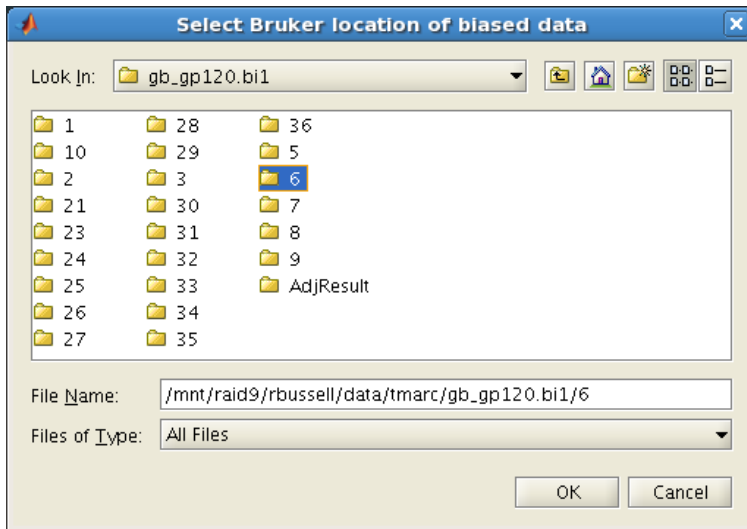 Select Bruker location of biased data
Look In: gb_gp120.bi1
1 28 36
10 29 5
2 3 6
21 30 7
23 31 8
24 32 9
25 33 AdjResult
26 34
27 35
File Name: /mnt/raid9/rbussell/data/tmarc/gb_gp120.bi1/6
Files of Type: All Files
OK Cancel